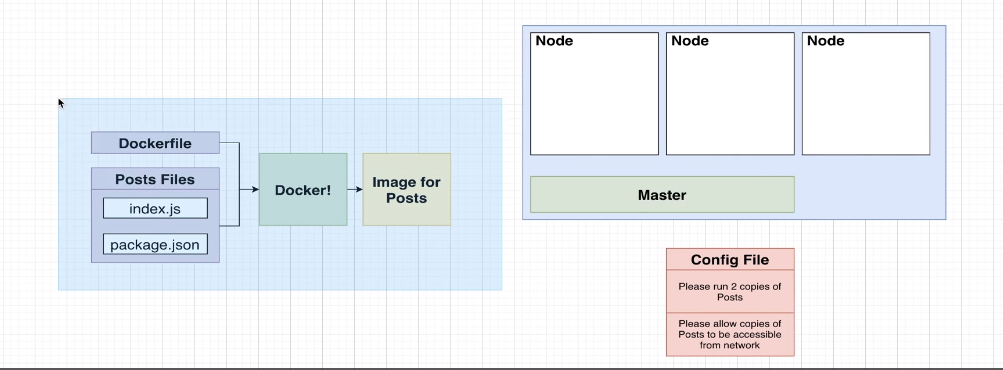 Dockerfile
Posts Files
index.js
package.json
Docker!
Image for
Posts
Node
Node
Node
Master
Config File
Please run 2 copies of
Posts
Please allow copies of
Posts to be accessible
from network